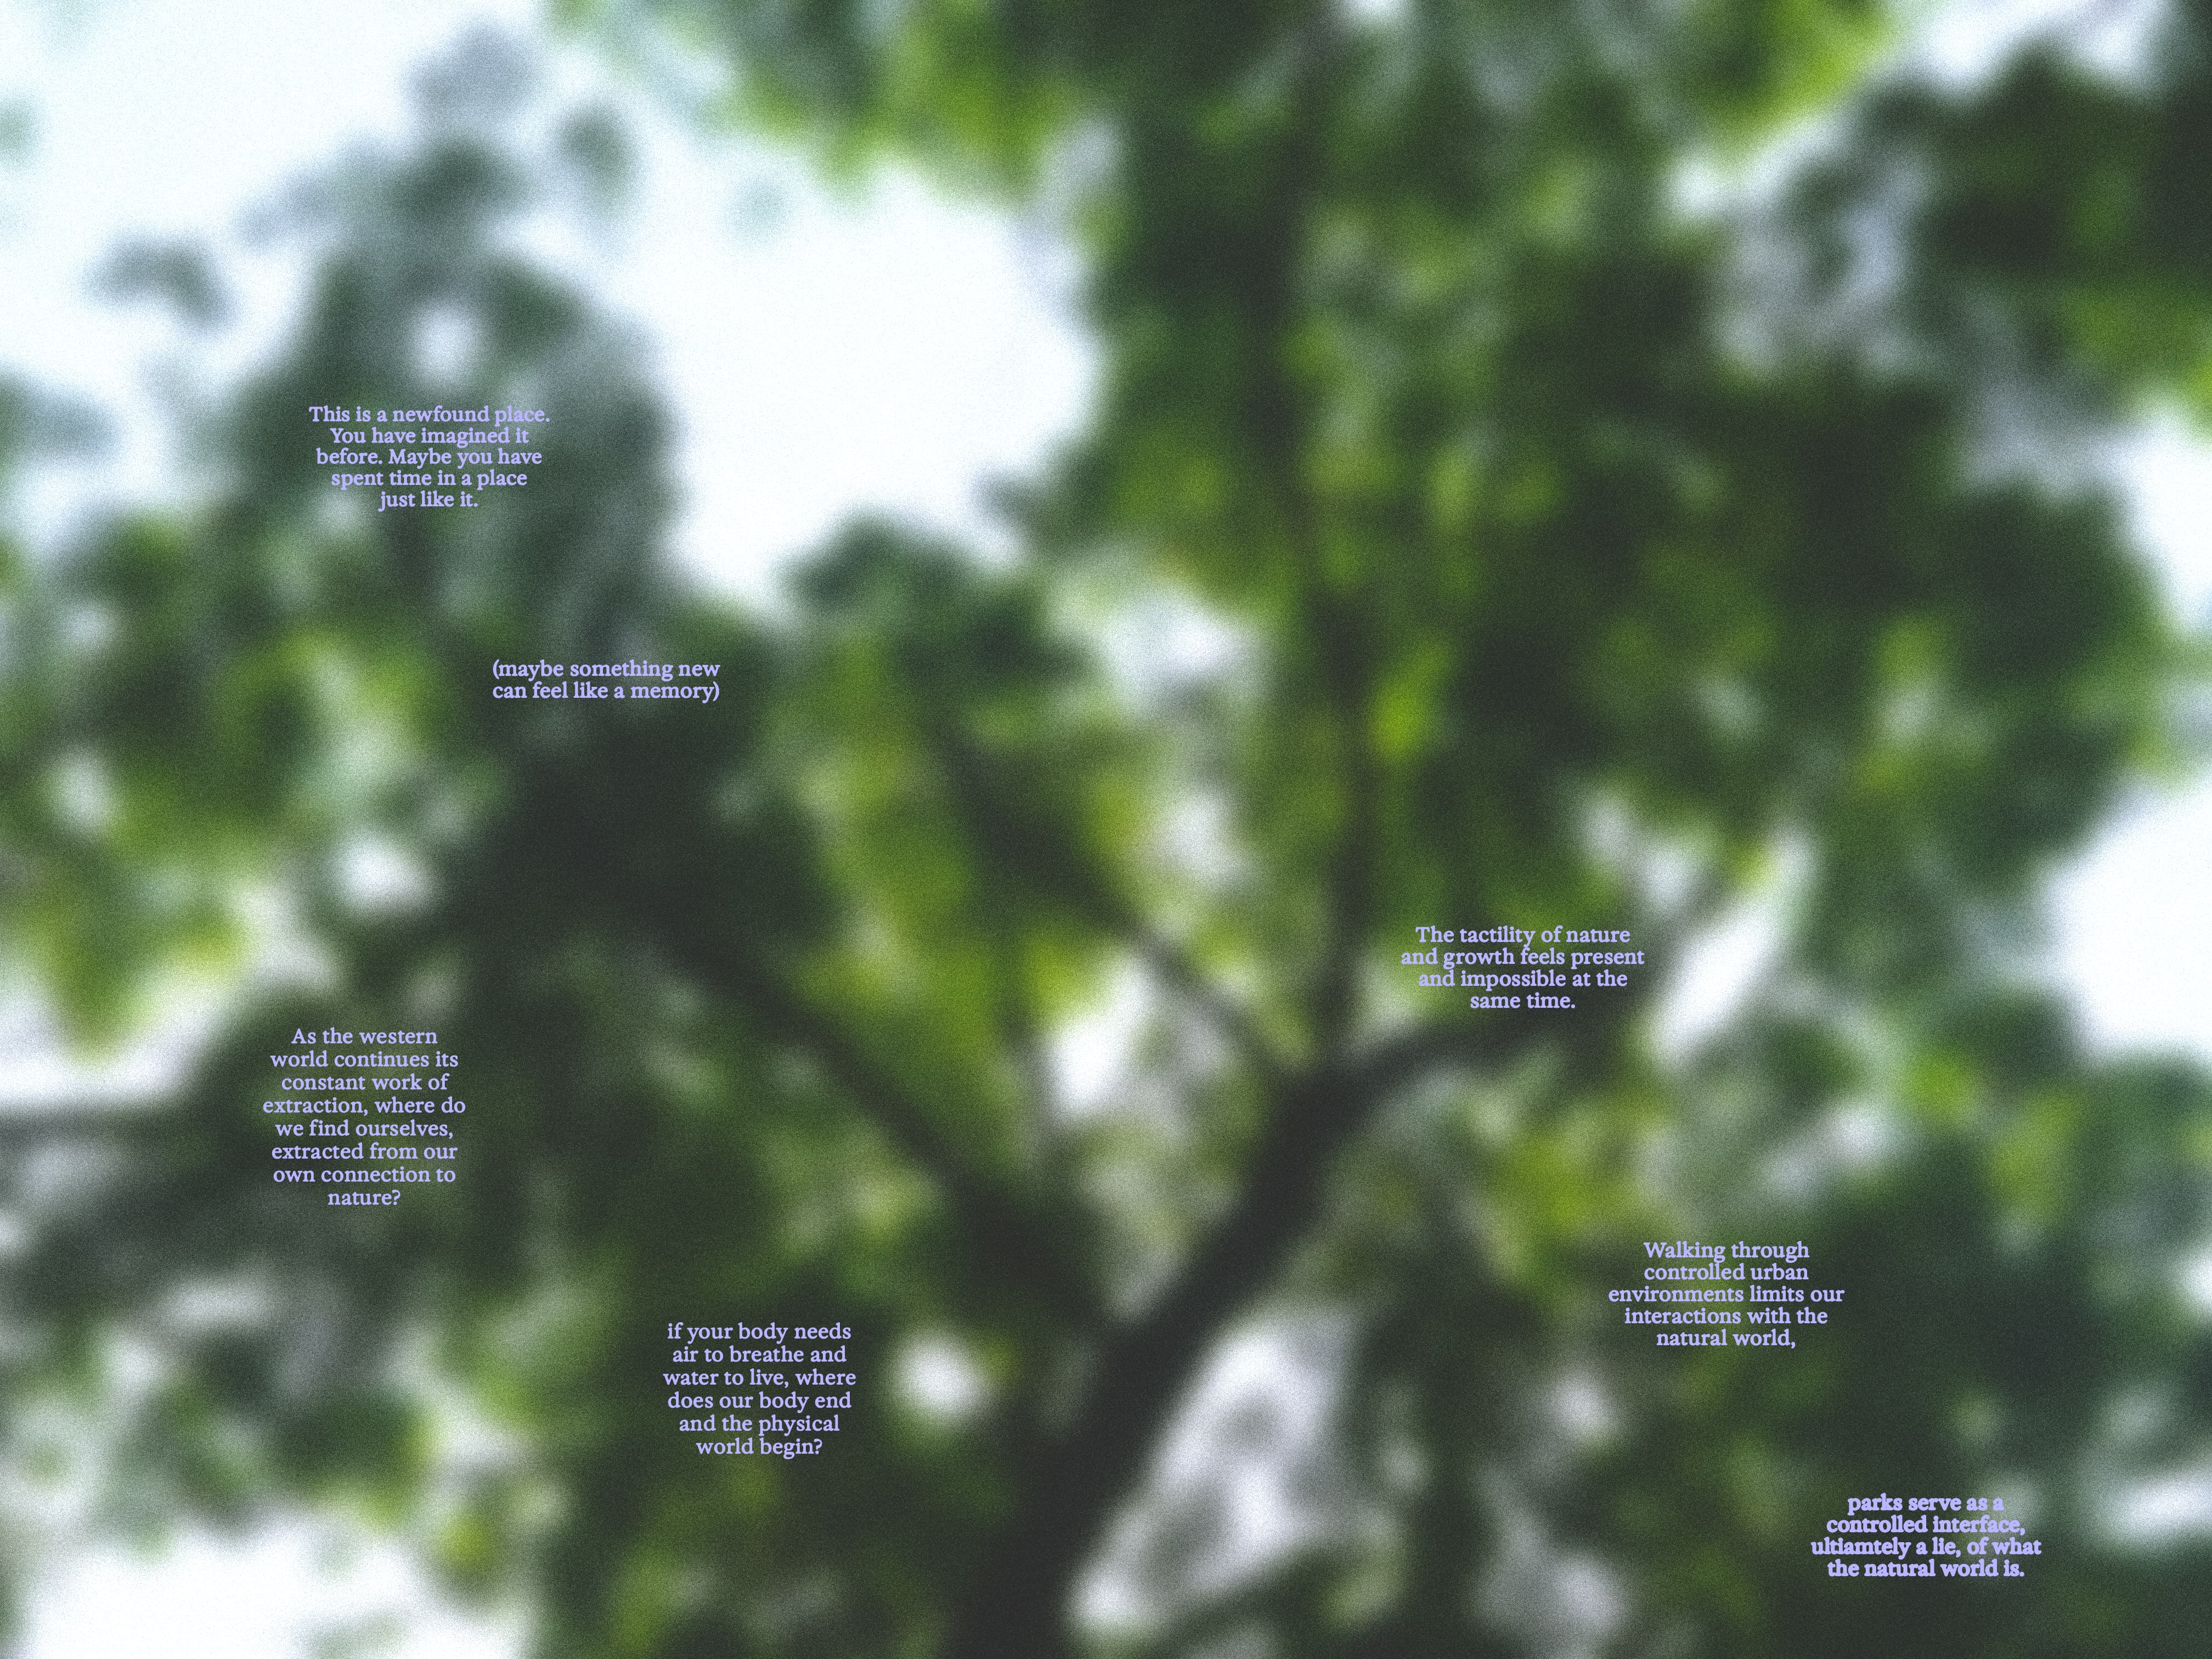 This is a newfound place.
You have imagined it
before. Maybe you have
spent time in a place
just like it.
(maybe something new
can feel like a memory)
The tactility of nature
and growth feels present
and impossible at the
same time.
As the western
world continues its
constant work of
extraction, where do
we find ourselves,
extracted from our
own connection to
nature?
Walking through
controlled urban
environments limits our
interactions with the
natural world,
if your body needs
air to breathe and
water to live, where
does our body end
and the physical
world begin?
parks serve as a
controlled interface,
ultiamtely a lie, of what
the natural world is.